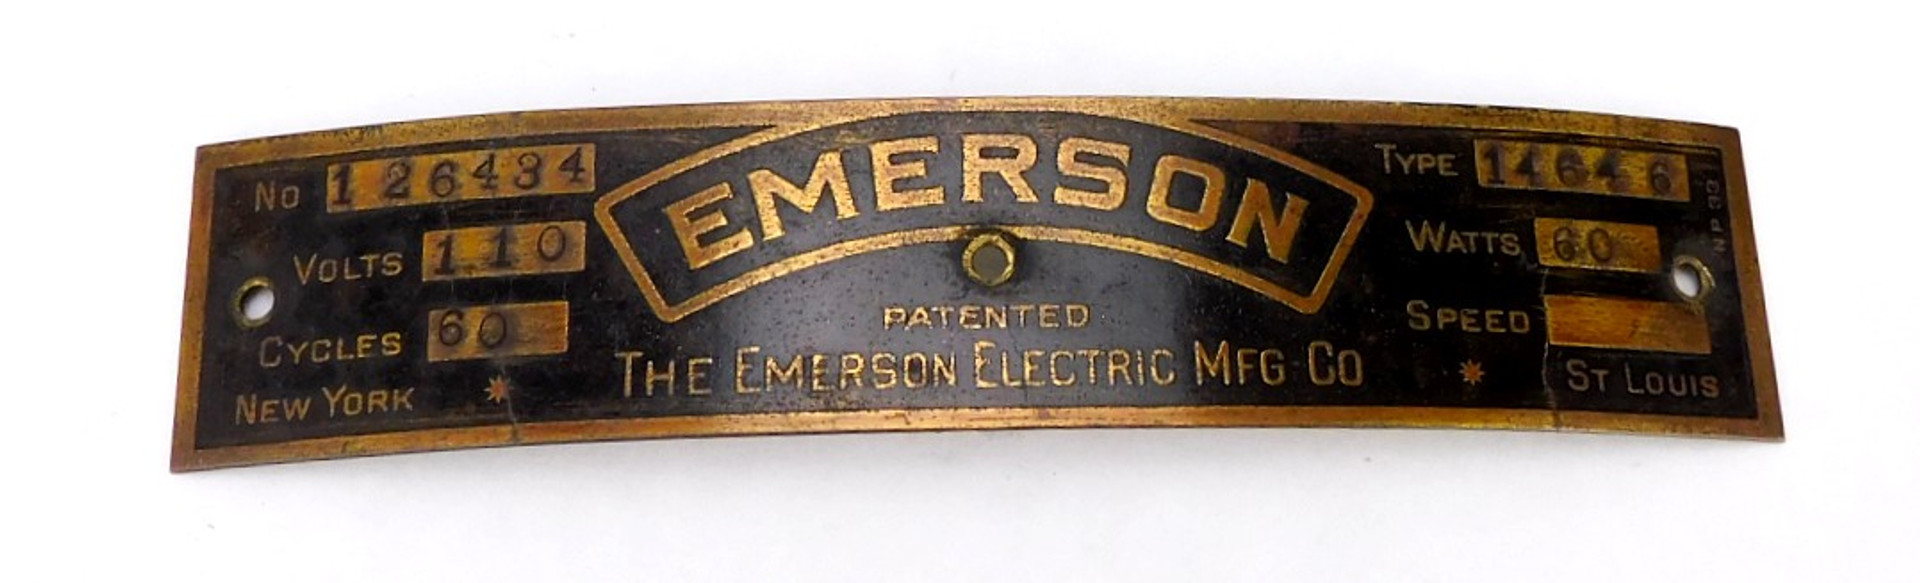 No 126434
VOLTS 110
CYCLES 60
NEW YORK
EMERSON
PATENTED
THE EMERSON ELECTRIC MFG CO
TYPE 14646
WATTS 60
SPEED
ST LOUIS
NP 33